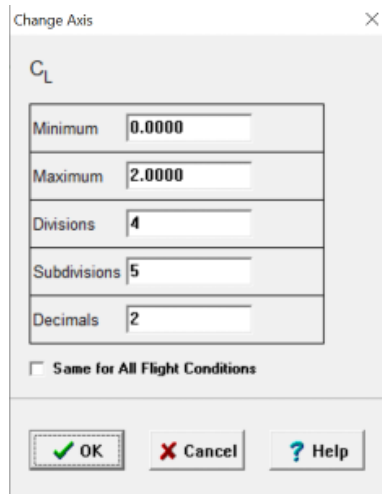 Change Axis
C_L
Minimum 0.0000
Maximum 2.0000
Divisions 4
Subdivisions 5
Decimals 2
Same for All Flight Conditions
OK Cancel ? Help